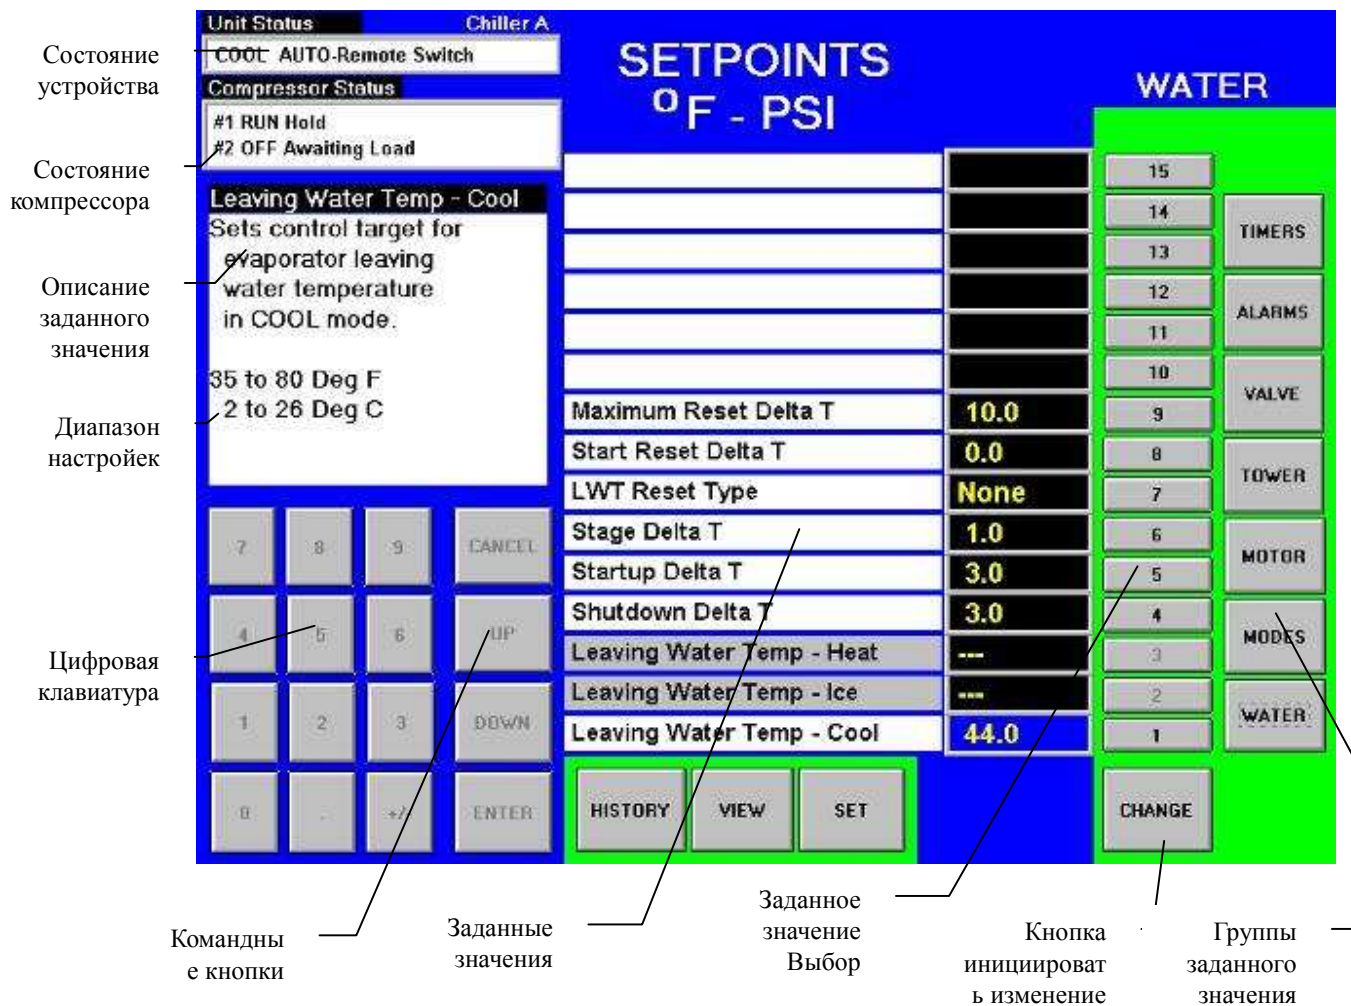 Unit Status Chiller A
COOL AUTO-Remote Switch
Compressor Status
#1 RUN Hold
#2 OFF Awaiting Load
Leaving Water Temp - Cool
Sets control target for
evaporator leaving
water temperature
in COOL mode.
35 to 80 Deg F
2 to 26 Deg C
Состояние
устройства
Состояние
компрессора
Описание
заданного
значения
Диапазон
настройек
Цифровая
клавиатура
7 8 9 CANCEL
4 5 6 UP
1 2 3 DOWN
0 . +/- ENTER
SETPOINTS
°F - PSI
WATER
15
14
13
12
11
10
Maximum Reset Delta T 10.0 9
Start Reset Delta T 0.0 8
LWT Reset Type None 7
Stage Delta T 1.0 6
Startup Delta T 3.0 5
Shutdown Delta T 3.0 4
Leaving Water Temp - Heat --- 3
Leaving Water Temp - Ice --- 2
Leaving Water Temp - Cool 44.0 1
TIMERS
ALARMS
VALVE
TOWER
MOTOR
MODES
WATER
HISTORY VIEW SET CHANGE
Командны
е кнопки
Заданные
значения
Заданное
значение
Выбор
Кнопка
инициироват
ь изменение
Группы
заданного
значения